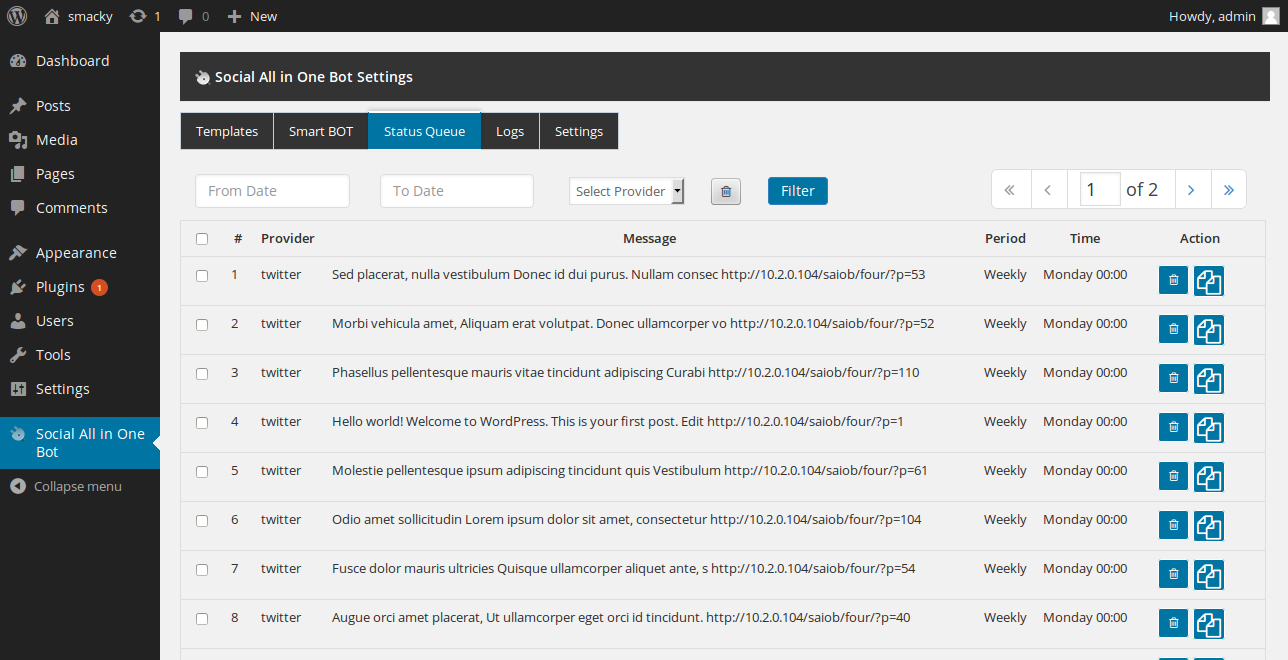 smacky 1 0 New Howdy, admin
Dashboard
Posts
Media
Pages
Comments
Appearance
Plugins 1
Users
Tools
Settings
Social All in One
Bot
Collapse menu
Social All in One Bot Settings
Templates Smart BOT Status Queue Logs Settings
From Date To Date Select Provider Filter « ‹ 1 of 2 › »
# Provider Message Period Time Action
1 twitter Sed placerat, nulla vestibulum Donec id dui purus. Nullam consec http://10.2.0.104/saiob/four/?p=53 Weekly Monday 00:00
2 twitter Morbi vehicula amet, Aliquam erat volutpat. Donec ullamcorper vo http://10.2.0.104/saiob/four/?p=52 Weekly Monday 00:00
3 twitter Phasellus pellentesque mauris vitae tincidunt adipiscing Curabi http://10.2.0.104/saiob/four/?p=110 Weekly Monday 00:00
4 twitter Hello world! Welcome to WordPress. This is your first post. Edit http://10.2.0.104/saiob/four/?p=1 Weekly Monday 00:00
5 twitter Molestie pellentesque ipsum adipiscing tincidunt quis Vestibulum http://10.2.0.104/saiob/four/?p=61 Weekly Monday 00:00
6 twitter Odio amet sollicitudin Lorem ipsum dolor sit amet, consectetur http://10.2.0.104/saiob/four/?p=104 Weekly Monday 00:00
7 twitter Fusce dolor mauris ultricies Quisque ullamcorper aliquet ante, s http://10.2.0.104/saiob/four/?p=54 Weekly Monday 00:00
8 twitter Augue orci amet placerat, Ut ullamcorper eget orci id tincidunt. http://10.2.0.104/saiob/four/?p=40 Weekly Monday 00:00